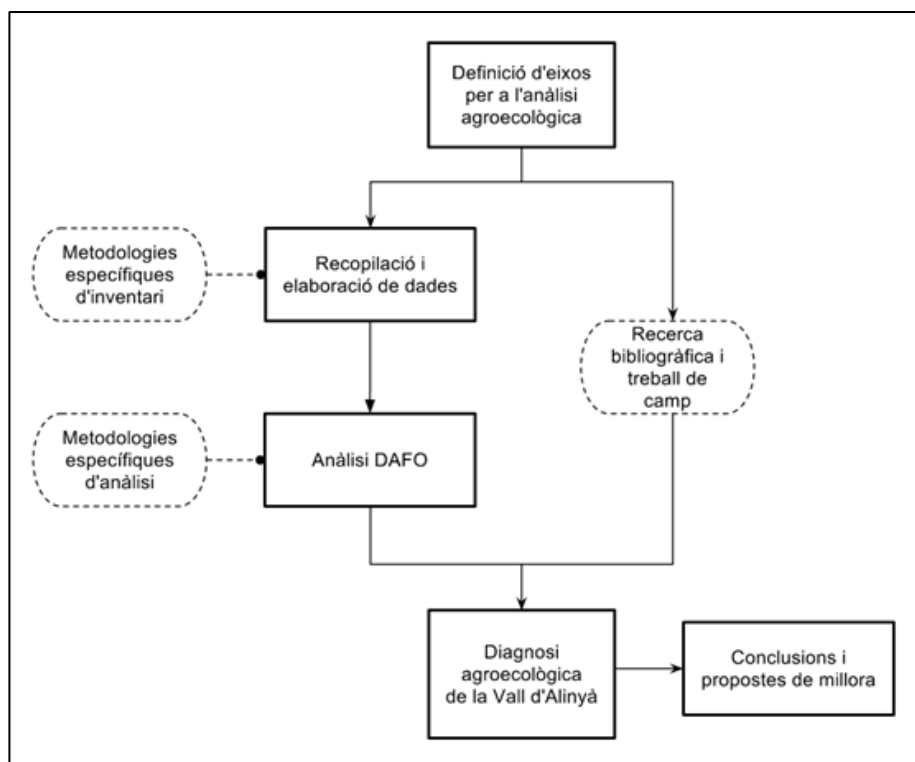 Definició d'eixos
per a l'anàlisi
agroecològica
Metodologies
específiques
d'inventari
Recopilació i
elaboració de dades
Recerca
bibliogràfica i
treball de
camp
Metodologies
específiques
d'anàlisi
Anàlisi DAFO
Diagnosi
agroecològica
de la Vall d'Alinyà
Conclusions i
propostes de millora